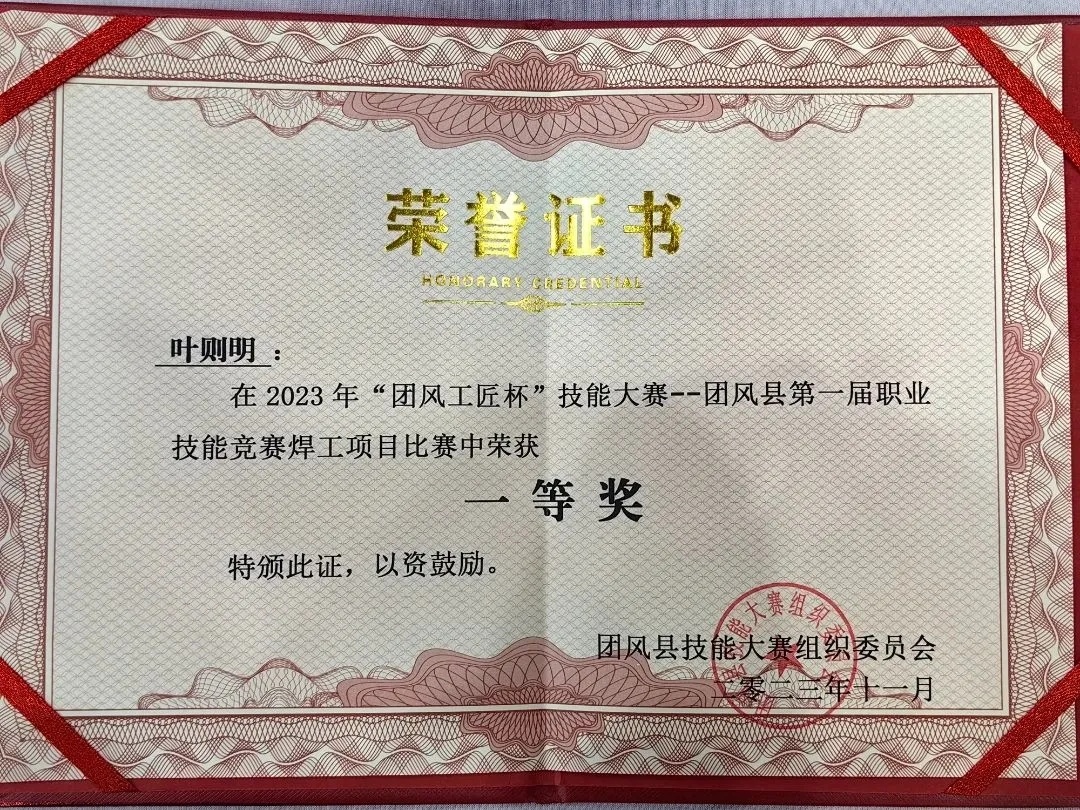 荣誉证书
HONORARY CREDENTIAL
叶则明：
在2023年“团风工匠杯”技能大赛--团风县第一届职业
技能竞赛焊工项目比赛中荣获
一等奖
特颁此证，以资鼓励。
团风县技能大赛组织委员会
二零二三年十一月